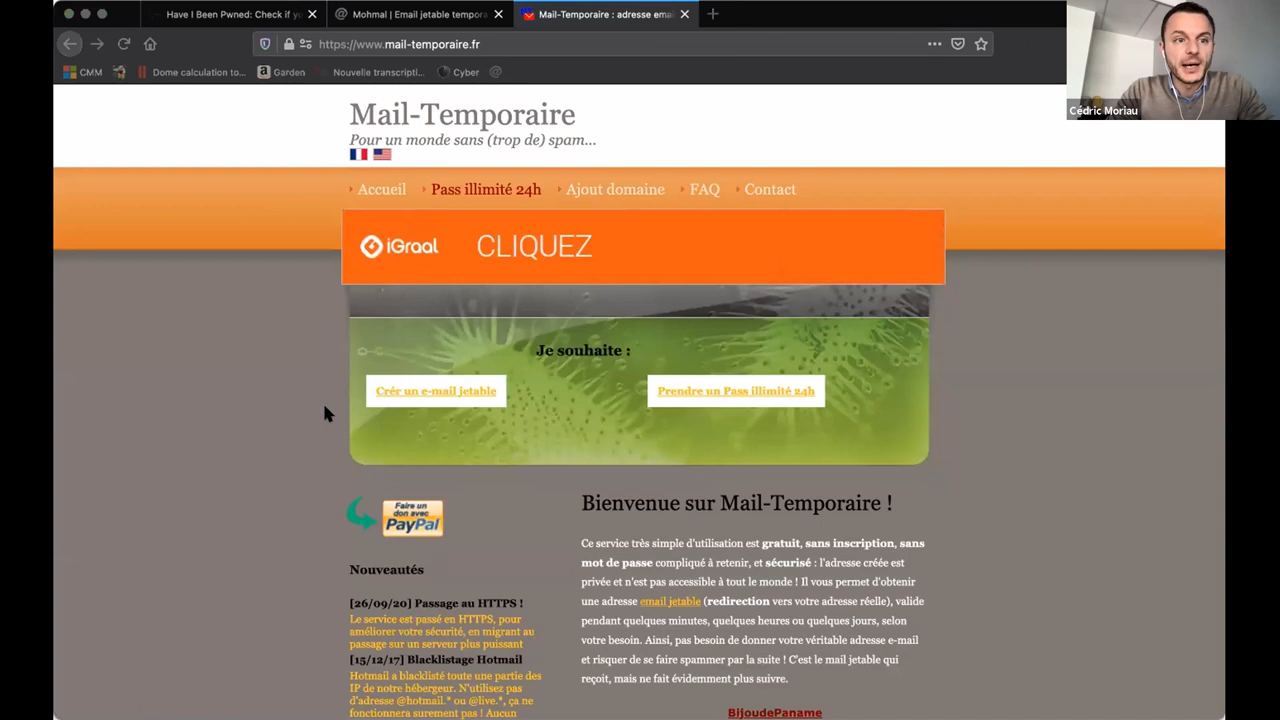 Have I Been Pwned: Check if yo
Mohmal | Email jetable tempora
Mail-Temporaire : adresse emai
https://www.mail-temporaire.fr
CMM
Dome calculation to...
Garden
Nouvelle transcripti...
Cyber
Cédric Moriau
Mail-Temporaire
Pour un monde sans (trop de) spam...
Accueil
Pass illimité 24h
Ajout domaine
FAQ
Contact
iGraal
CLIQUEZ
Je souhaite :
Crér un e-mail jetable
Prendre un Pass illimité 24h
Faire un
don avec
PayPal
Nouveautés
[26/09/20] Passage au HTTPS !
Le service est passé en HTTPS, pour
améliorer votre sécurité, en migrant au
passage sur un serveur plus puissant
[15/12/17] Blacklistage Hotmail
Hotmail a blacklisté toute une partie des
IP de notre hébergeur. N'utilisez pas
d'adresse @hotmail.* ou @live.*, ça ne
fonctionnera surement pas ! Aucun
Bienvenue sur Mail-Temporaire !
Ce service très simple d'utilisation est gratuit, sans inscription, sans
mot de passe compliqué à retenir, et sécurisé : l'adresse créée est
privée et n'est pas accessible à tout le monde ! Il vous permet d'obtenir
une adresse email jetable (redirection vers votre adresse réelle), valide
pendant quelques minutes, quelques heures ou quelques jours, selon
votre besoin. Ainsi, pas besoin de donner votre véritable adresse e-mail
et risquer de se faire spammer par la suite ! C'est le mail jetable qui
reçoit, mais ne fait évidemment plus suivre.
BijoudePaname